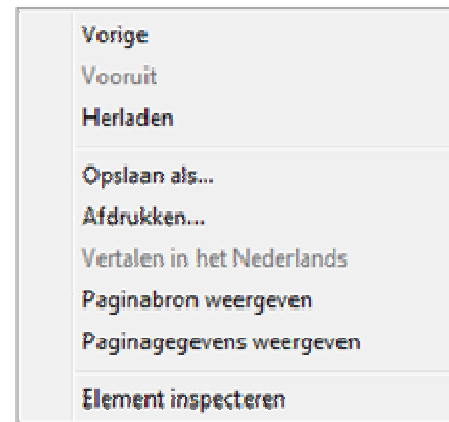 Vorige
Vooruit
Herladen
Opslaan als...
Afdrukken...
Vertalen in het Nederlands
Paginabron weergeven
Paginagegevens weergeven
Element inspecteren